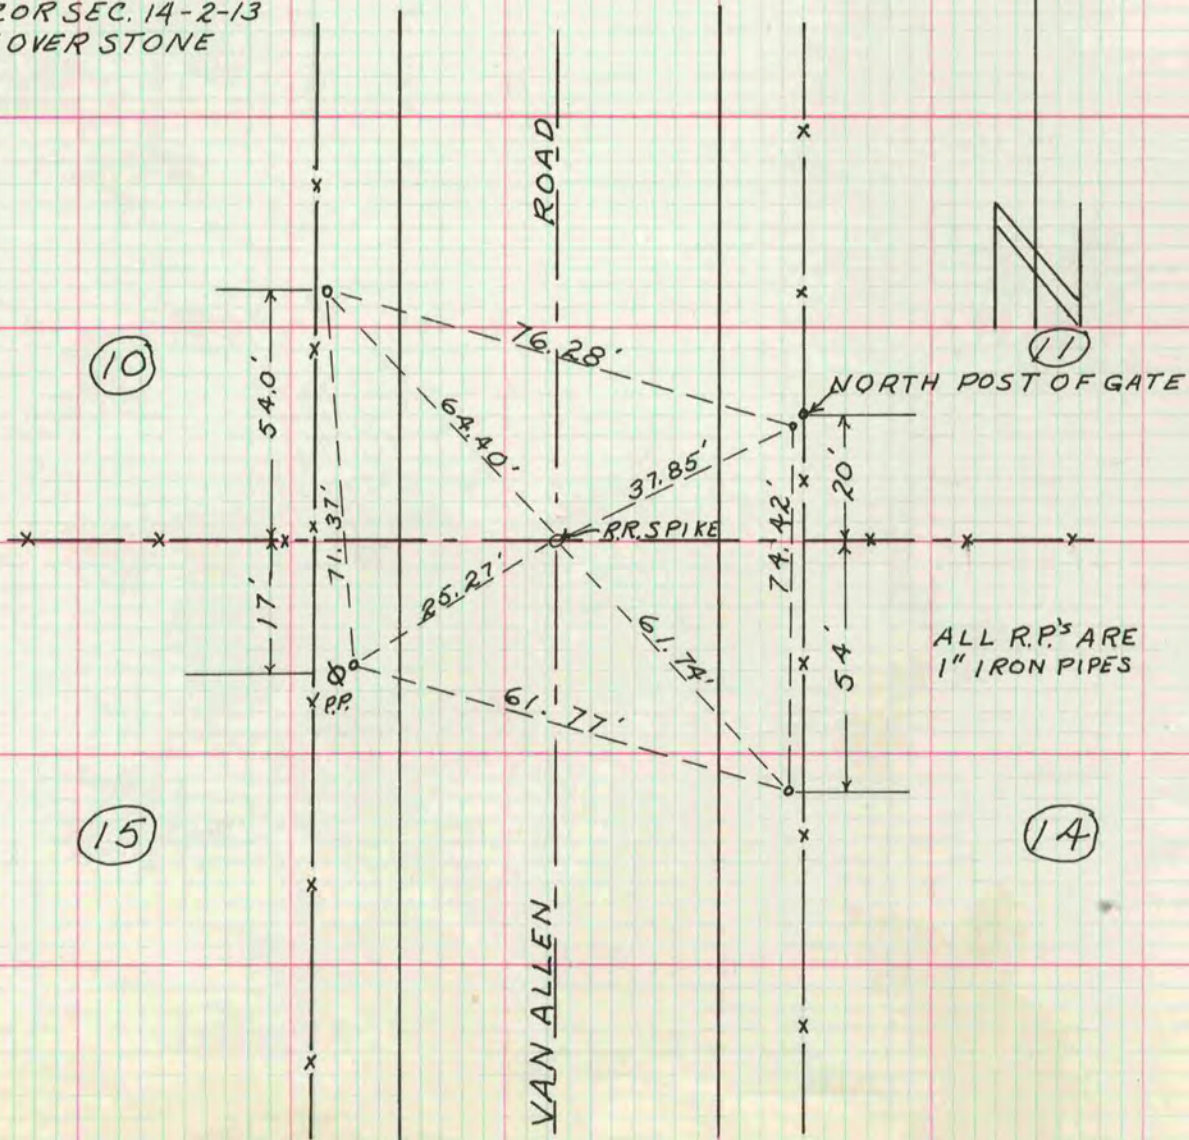 COR SEC. 14-2-13
OVER STONE
ROAD
10
11
54.0'
76.28'
NORTH POST OF GATE
64.40'
37.85'
20'
74.42'
R.R. SPIKE
71.37'
17'
25.27'
61.74'
54'
ALL R.P.'s ARE
1" IRON PIPES
P.P.
61.77'
15
14
VAN ALLEN
N